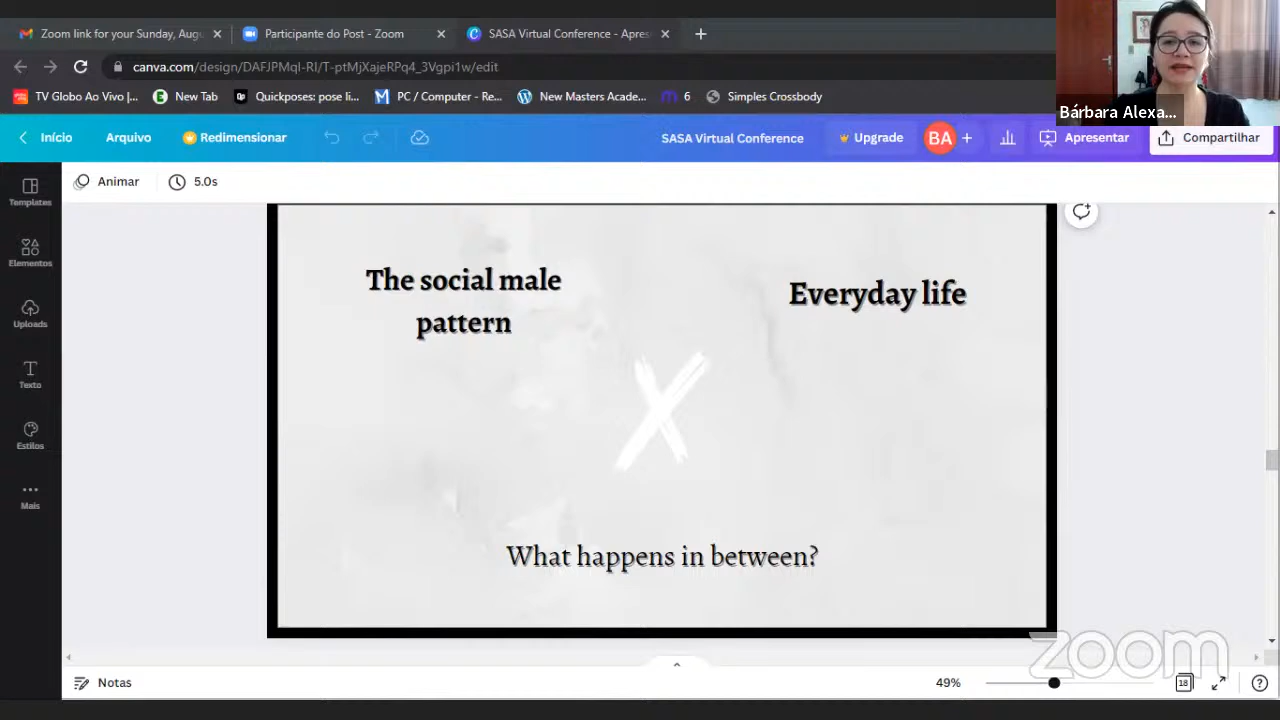 Zoom link for your Sunday, Aug
Participante do Post - Zoom
SASA Virtual Conference - Apres
canva.com/design/DAFJPMqI-RI/T-ptMjXajeRPq4_3Vgpi1w/edit
TV Globo Ao Vivo |...
New Tab
Quickposes: pose li...
PC / Computer - Re...
New Masters Acade...
6
Simples Crossbody
Bárbara Alexa...
Início
Arquivo
Redimensionar
SASA Virtual Conference
Upgrade
BA
Apresentar
Compartilhar
Animar
5.0s
Templates
Elementos
Uploads
Texto
Estilos
Mais
The social male
pattern
Everyday life
X
What happens in between?
zoom
Notas
49%
18